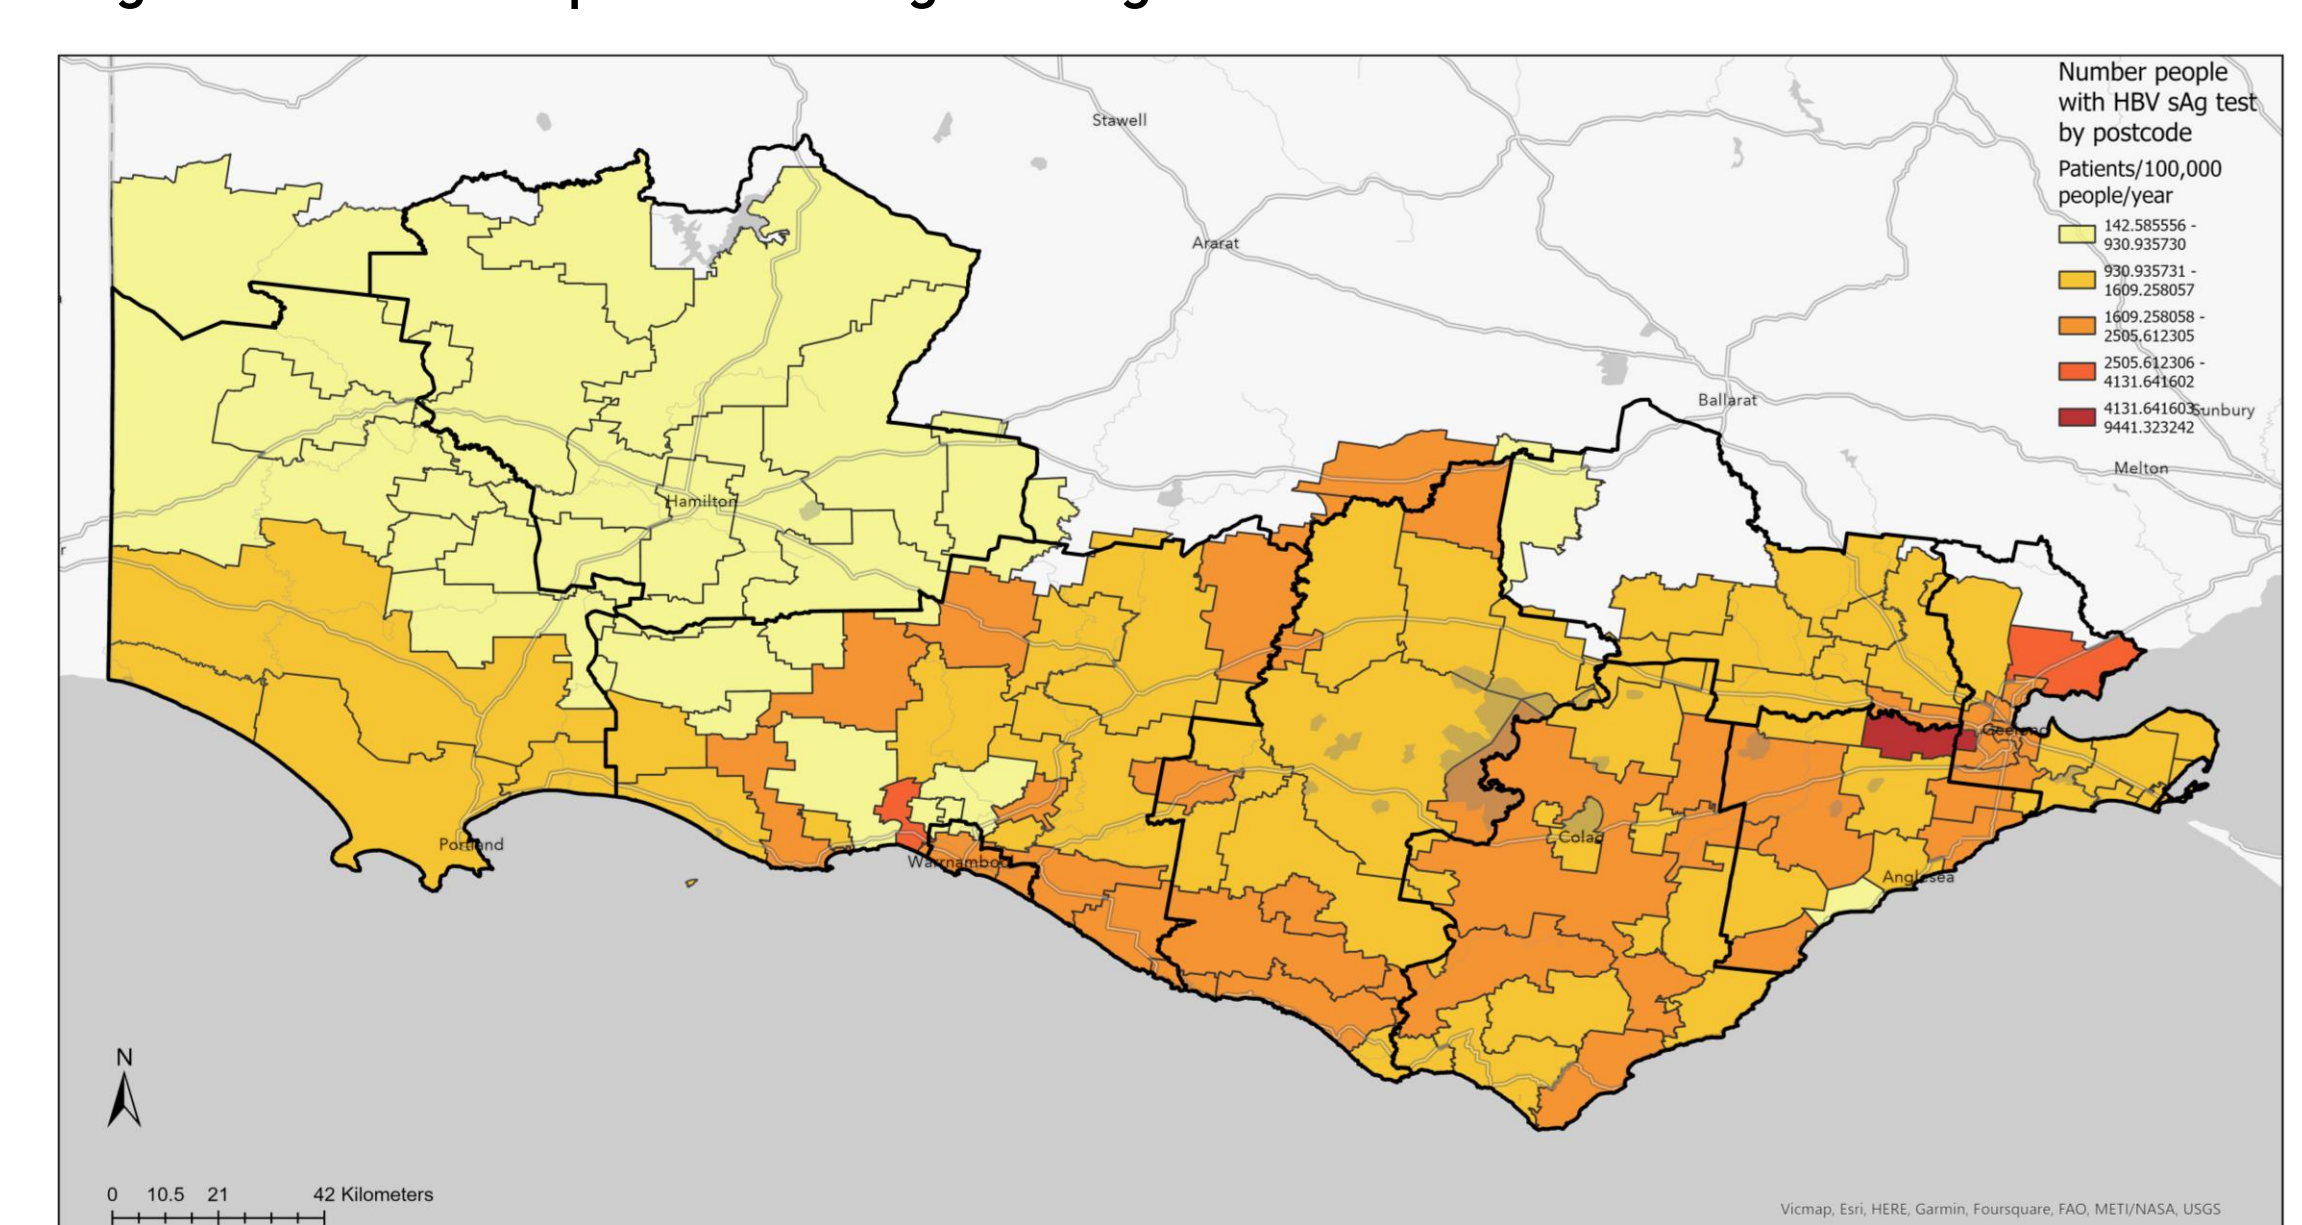 Stawell
Number people
with HBV sAg test
by postcode
Patients/100,000
people/year
142.585556 -
930.935730
930.935731 -
1609.258057
1609.258058 -
2505.612305
2505.612306 -
4131.641602
4131.641603 -
9441.323242
Ararat
Ballarat
Sunbury
Melton
Hamilton
Geelong
Portland
Warrnambool
Colac
Anglesea
N
0 10.5 21 42 Kilometers
Vicmap, Esri, HERE, Garmin, Foursquare, FAO, METI/NASA, USGS